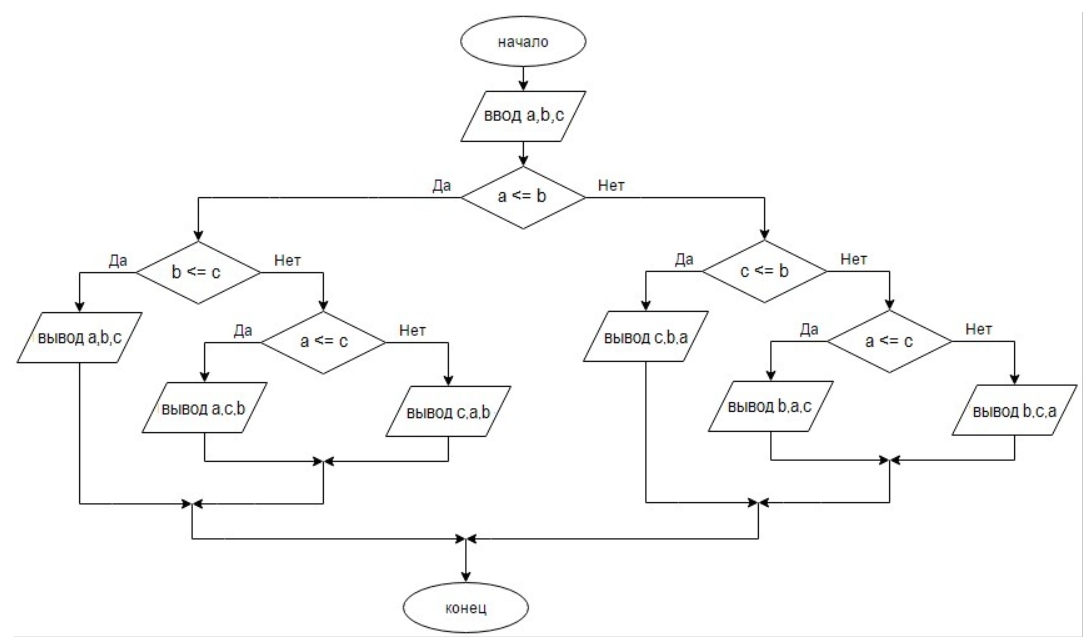 начало
ввод a,b,c
Да
a <= b
Нет
Да
b <= c
Нет
Да
c <= b
Нет
вывод a,b,c
Да
a <= c
Нет
вывод c,b,a
Да
a <= c
Нет
вывод a,c,b
вывод c,a,b
вывод b,a,c
вывод b,c,a
конец